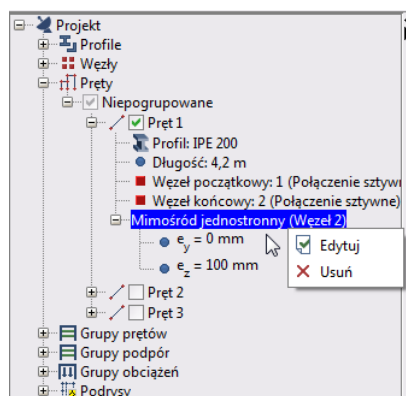 Projekt
Profile
Węzły
Pręty
Niepogrupowane
Pręt 1
Profil: IPE 200
Długość: 4,2 m
Węzeł początkowy: 1 (Połączenie sztywn
Węzeł końcowy: 2 (Połączenie sztywne)
Mimośród jednostronny (Węzeł 2)
ey = 0 mm
Edytuj
ez = 100 mm
Usuń
Pręt 2
Pręt 3
Grupy prętów
Grupy podpór
Grupy obciążeń
Podrysy